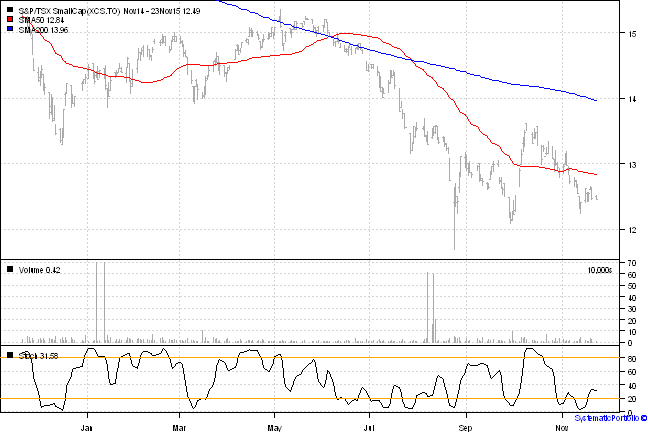 S&P/TSX SmallCap(XCS.TO) Nov14 - 23Nov15 12.49
SMA50 12.84
SMA200 13.96
15
14
13
12
Volume 0.42
10,000s
70
60
50
40
30
20
10
0
Stoch 31.58
80
60
40
20
0
Jan Mar May Jul Sep Nov
SystematicPortfolio ©